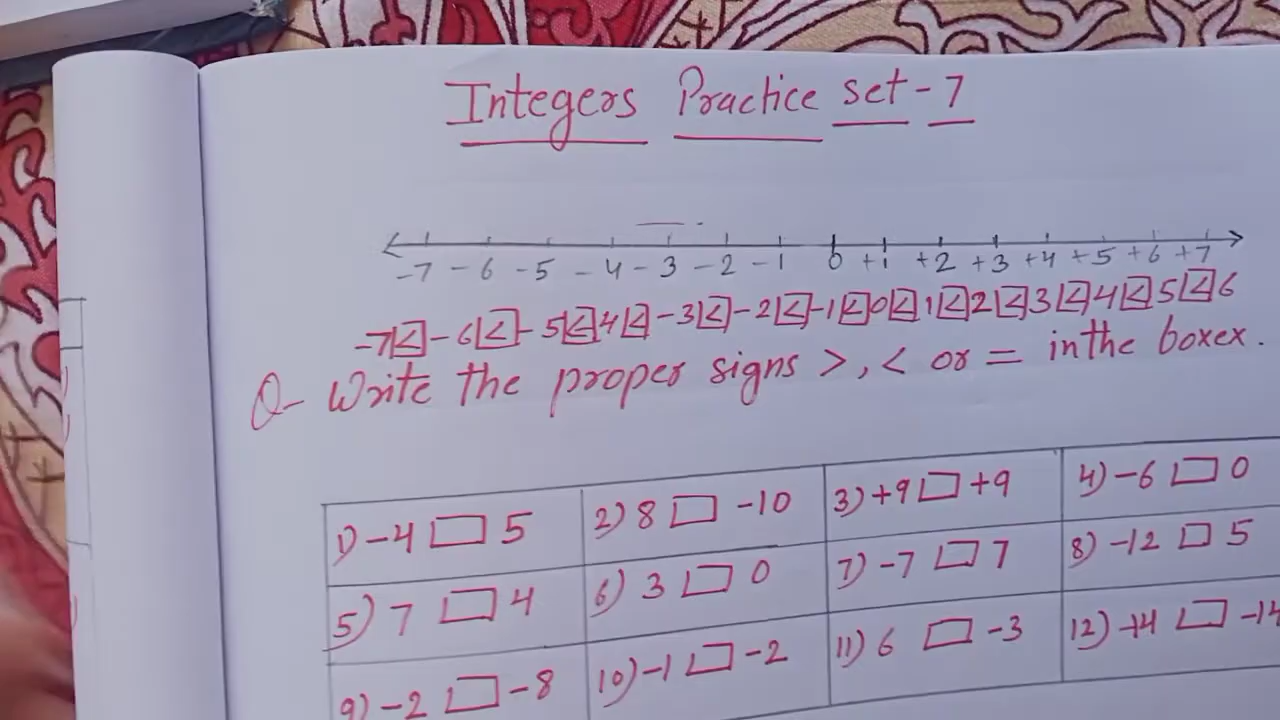 Integers Practice set - 7
-7 -6 -5 -4 -3 -2 -1 0 +1 +2 +3 +4 +5 +6 +7
-7 < -6 < -5 < 4 < -3 < -2 < -1 < 0 < 1 < 2 < 3 < 4 < 5 < 6
Q- Write the proper signs >, < or = in the boxex.
1) -4 □ 5 2) 8 □ -10 3) +9 □ +9 4) -6 □ 0
5) 7 □ 4 6) 3 □ 0 7) -7 □ 7 8) -12 □ 5
9) -2 □ -8 10) -1 □ -2 11) 6 □ -3 12) -14 □ -14